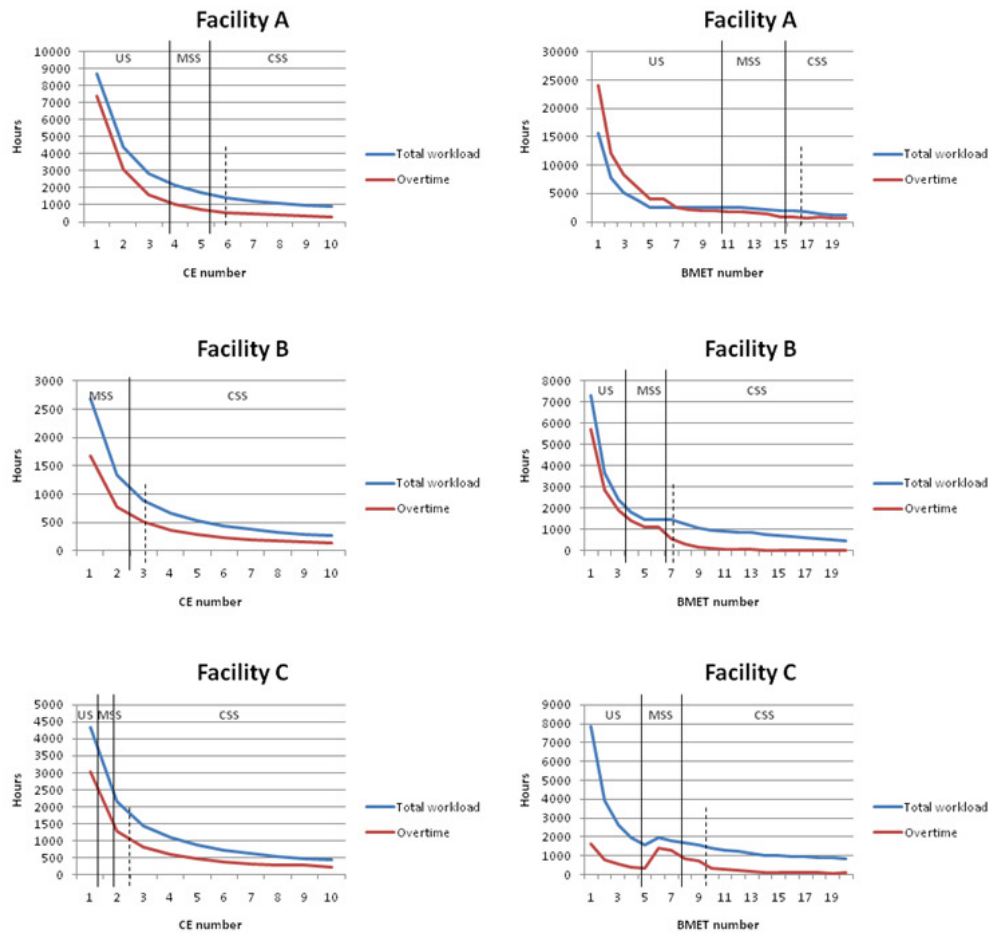 Facility A
US MSS CSS
10000
9000
8000
7000
6000
5000
4000
3000
2000
1000
0
Hours
1 2 3 4 5 6 7 8 9 10
CE number
Total workload
Overtime
Facility A
US MSS CSS
30000
25000
20000
15000
10000
5000
0
Hours
1 3 5 7 9 11 13 15 17 19
BMET number
Total workload
Overtime
Facility B
MSS CSS
3000
2500
2000
1500
1000
500
0
Hours
1 2 3 4 5 6 7 8 9 10
CE number
Total workload
Overtime
Facility B
US MSS CSS
8000
7000
6000
5000
4000
3000
2000
1000
0
Hours
1 3 5 7 9 11 13 15 17 19
BMET number
Total workload
Overtime
Facility C
US MSS CSS
5000
4500
4000
3500
3000
2500
2000
1500
1000
500
0
Hours
1 2 3 4 5 6 7 8 9 10
CE number
Total workload
Overtime
Facility C
US MSS CSS
9000
8000
7000
6000
5000
4000
3000
2000
1000
0
Hours
1 3 5 7 9 11 13 15 17 19
BMET number
Total workload
Overtime